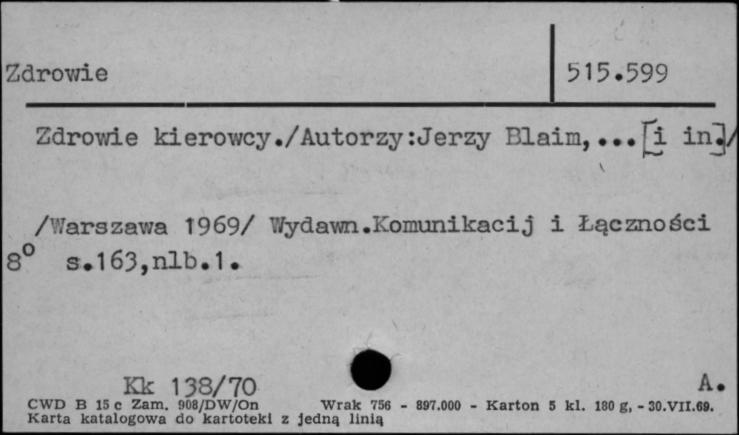 Zdrowie 515.599
Zdrowie kierowcy./Autorzy:Jerzy Blaim,...[i in.]/
/Warszawa 1969/ Wydawn.Komunikacij i Łączności
8° s.163,nlb.1.
Kk 138/70 A.
CWD B 15 c Zam. 908/DW/On Wrak 756 - 897.000 - Karton 5 kl. 180 g, - 30.VII.69.
Karta katalogowa do kartoteki z jedną linią